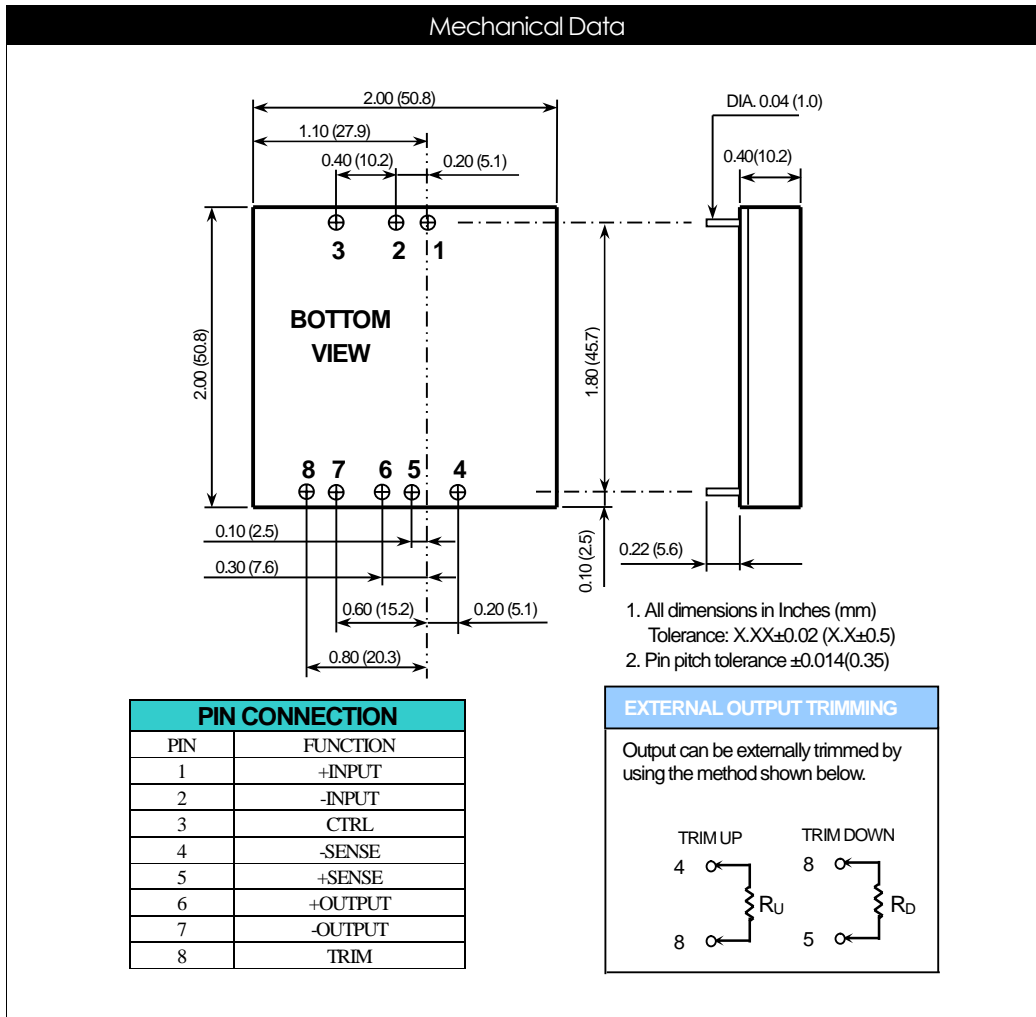 Mechanical Data
2.00 (50.8)
DIA. 0.04 (1.0)
1.10 (27.9)
0.40 (10.2)
0.20 (5.1)
0.40(10.2)
3 2 1
BOTTOM
VIEW
2.00 (50.8)
1.80 (45.7)
8 7 6 5 4
0.10 (2.5)
0.10 (2.5)
0.22 (5.6)
0.30 (7.6)
0.60 (15.2)
0.20 (5.1)
0.80 (20.3)
1. All dimensions in Inches (mm)
Tolerance: X.XX±0.02 (X.X±0.5)
2. Pin pitch tolerance ±0.014(0.35)
PIN CONNECTION
PIN FUNCTION
1 +INPUT
2 -INPUT
3 CTRL
4 -SENSE
5 +SENSE
6 +OUTPUT
7 -OUTPUT
8 TRIM
EXTERNAL OUTPUT TRIMMING
Output can be externally trimmed by
using the method shown below.
TRIM UP TRIM DOWN
4 8
RU RD
8 5